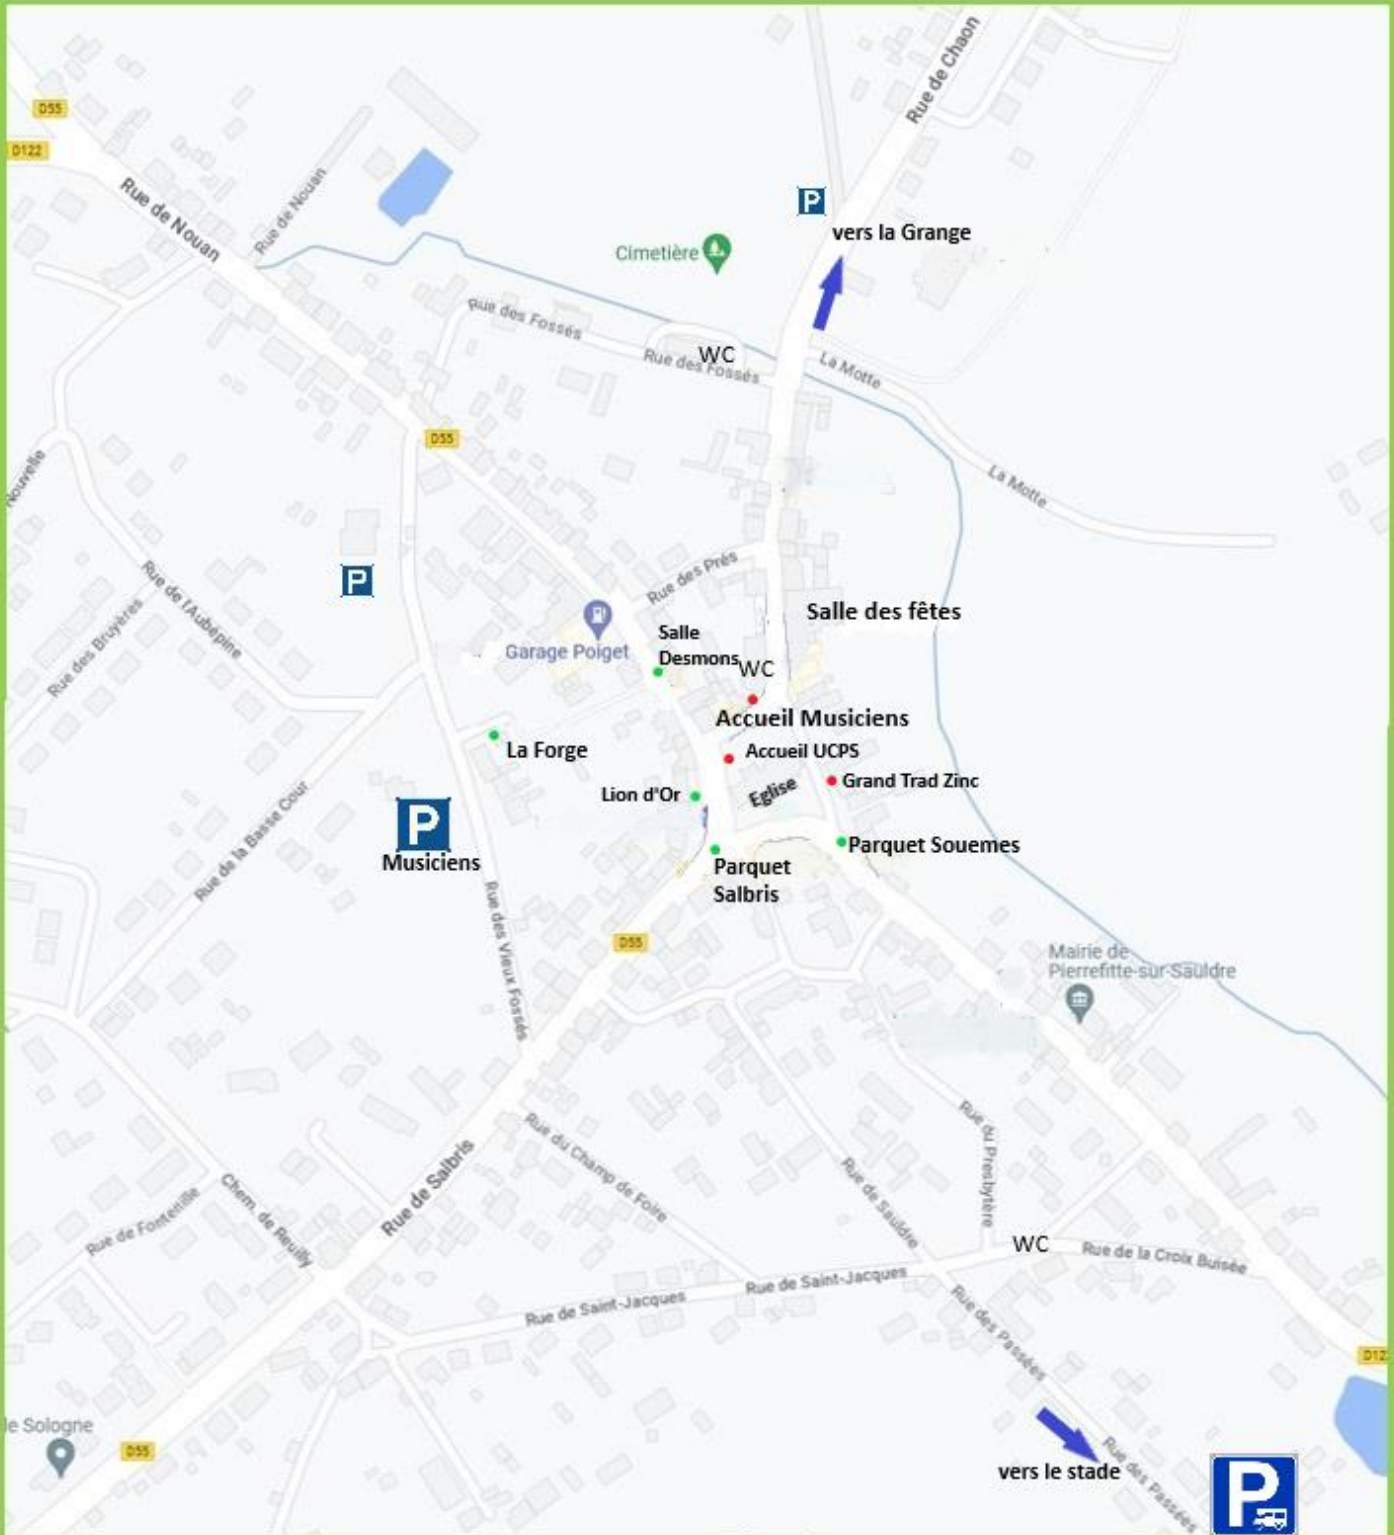 Rue de Chaon
D55
D122
Rue de Nouan
Rue de Nouan
P
vers la Grange
Cimetière
Rue des Fossés
WC
Rue des Fossés
La Motte
D55
La Motte
Nouvelle
P
Rue de l'Aubépine
Rue des Bruyères
Rue des Prés
Garage Poiget
Salle
Desmons
WC
Salle des fêtes
Accueil Musiciens
Accueil UCPS
La Forge
Lion d'Or
Eglise
Grand Trad Zinc
P
Musiciens
Rue de la Basse Cour
Parquet Souemes
Parquet
Salbris
Rue des Vieux Fossés
D55
Mairie de
Pierrefitte-sur-Sauldre
Rue du Champ de Foire
Rue du Presbytère
Rue de Sauldre
Rue de Salbris
Chem. de Reuilly
Rue de Fontenille
WC
Rue de la Croix Buisée
Rue de Saint-Jacques
Rue de Saint-Jacques
Rue des Passées
D12
le Sologne
D55
vers le stade
Rue des Passées
P